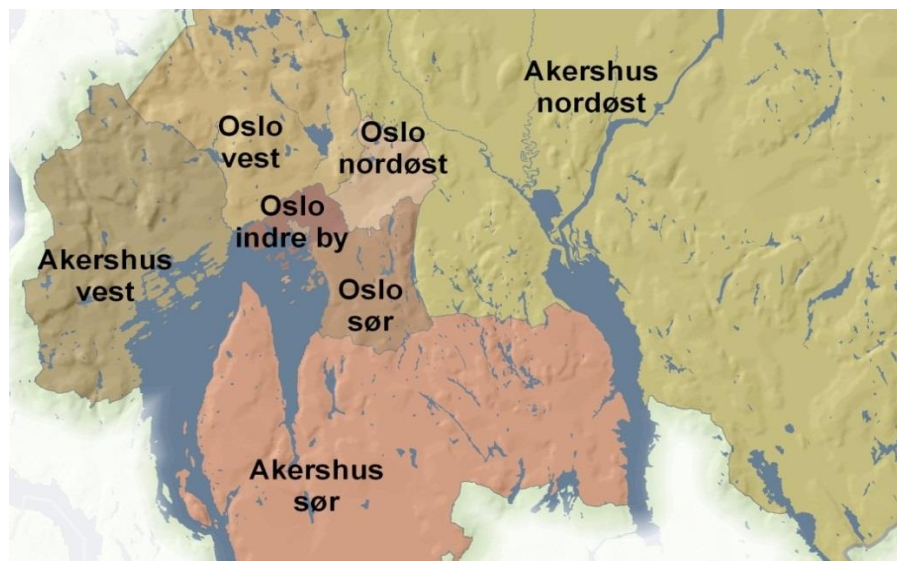 Akershus
nordøst
Oslo
vest
Oslo
nordøst
Oslo
indre by
Akershus
vest
Oslo
sør
Akershus
sør